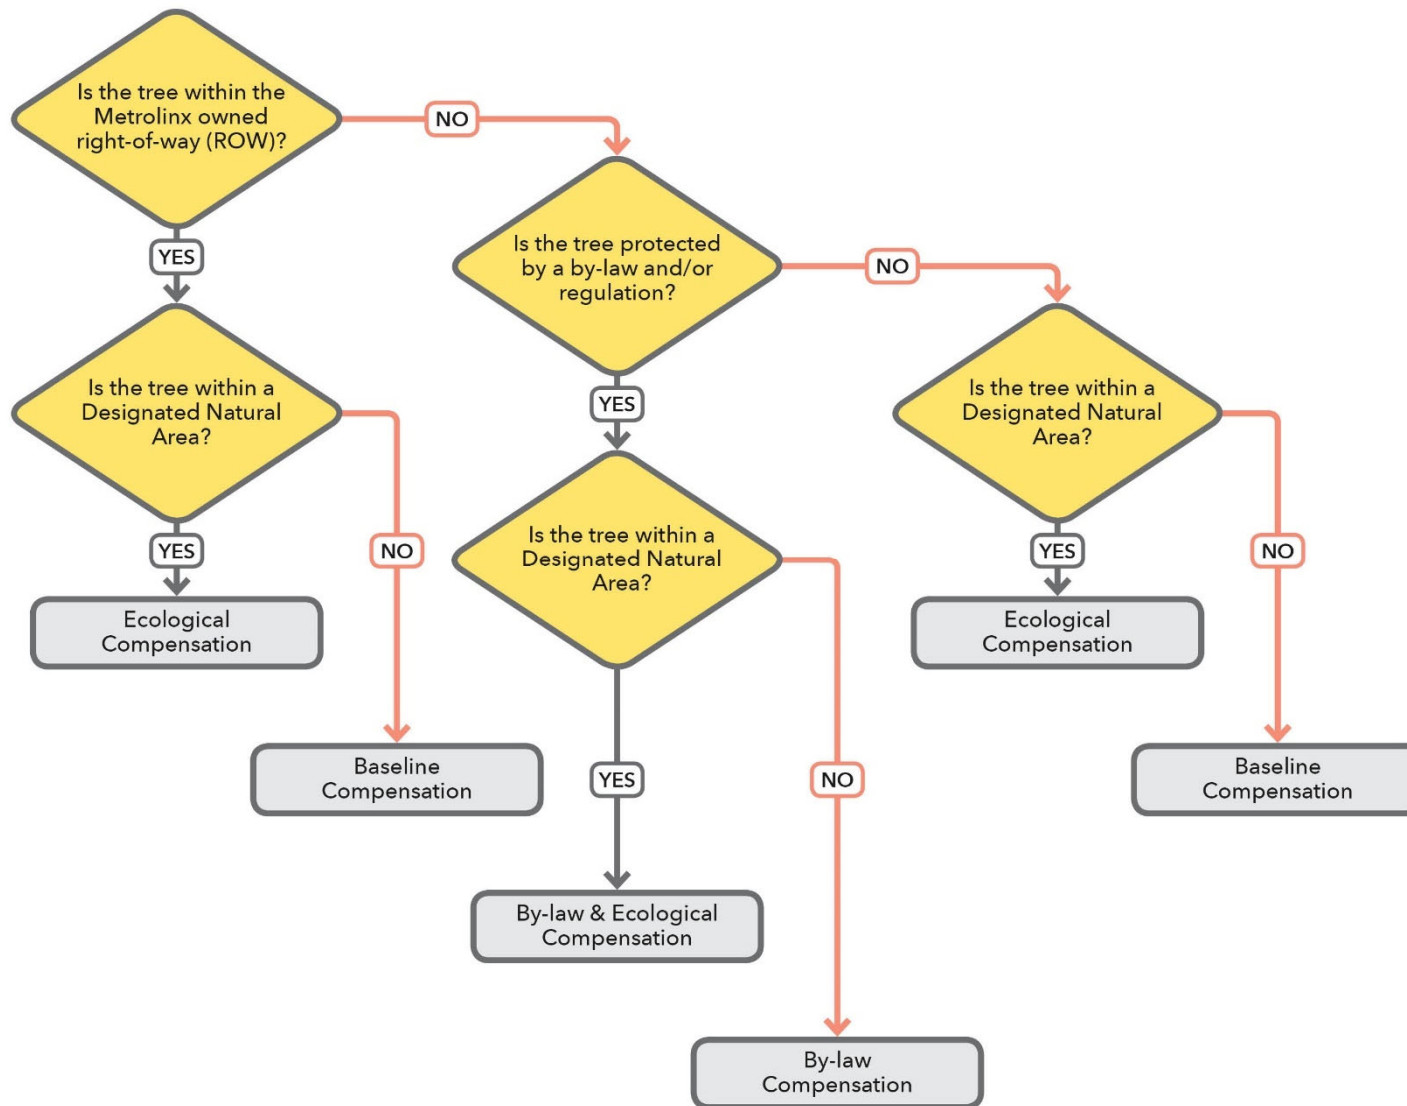 Is the tree within the
Metrolinx owned
right-of-way (ROW)?
NO
YES
Is the tree protected
by a by-law and/or
regulation?
NO
YES
Is the tree within a
Designated Natural
Area?
YES
NO
Ecological
Compensation
Baseline
Compensation
Is the tree within a
Designated Natural
Area?
YES
NO
By-law & Ecological
Compensation
By-law
Compensation
Is the tree within a
Designated Natural
Area?
YES
NO
Ecological
Compensation
Baseline
Compensation